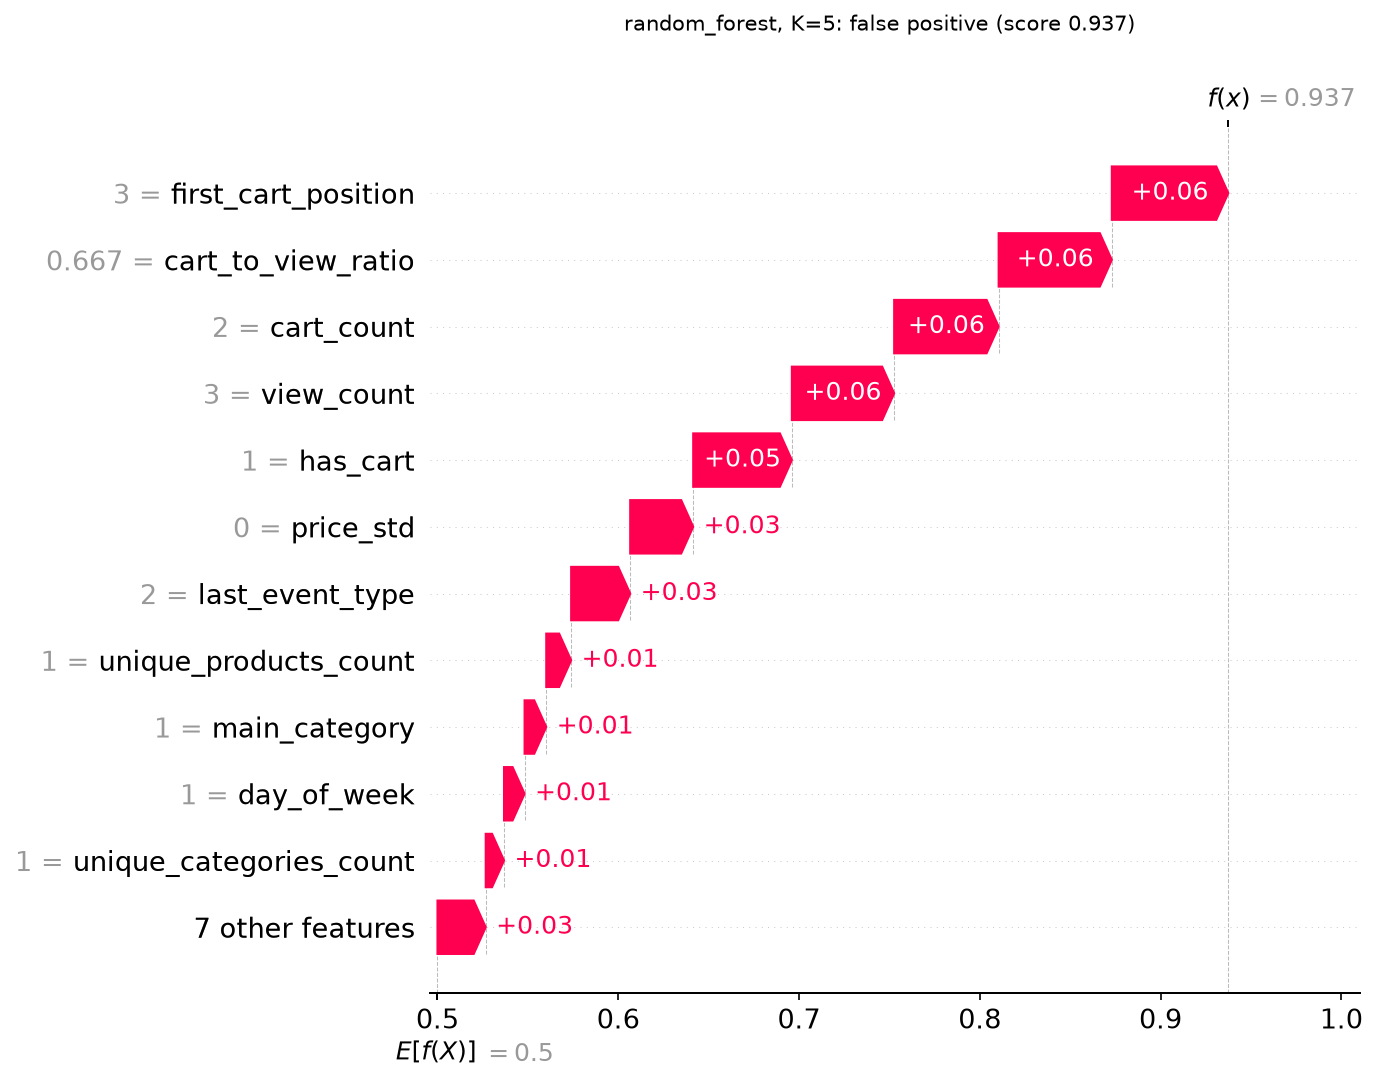 random_forest, K=5: false positive (score 0.937)
f(x) = 0.937
3 = first_cart_position +0.06
0.667 = cart_to_view_ratio +0.06
2 = cart_count +0.06
3 = view_count +0.06
1 = has_cart +0.05
0 = price_std +0.03
2 = last_event_type +0.03
1 = unique_products_count +0.01
1 = main_category +0.01
1 = day_of_week +0.01
1 = unique_categories_count +0.01
7 other features +0.03
0.5 0.6 0.7 0.8 0.9 1.0
E[f(X)] = 0.5